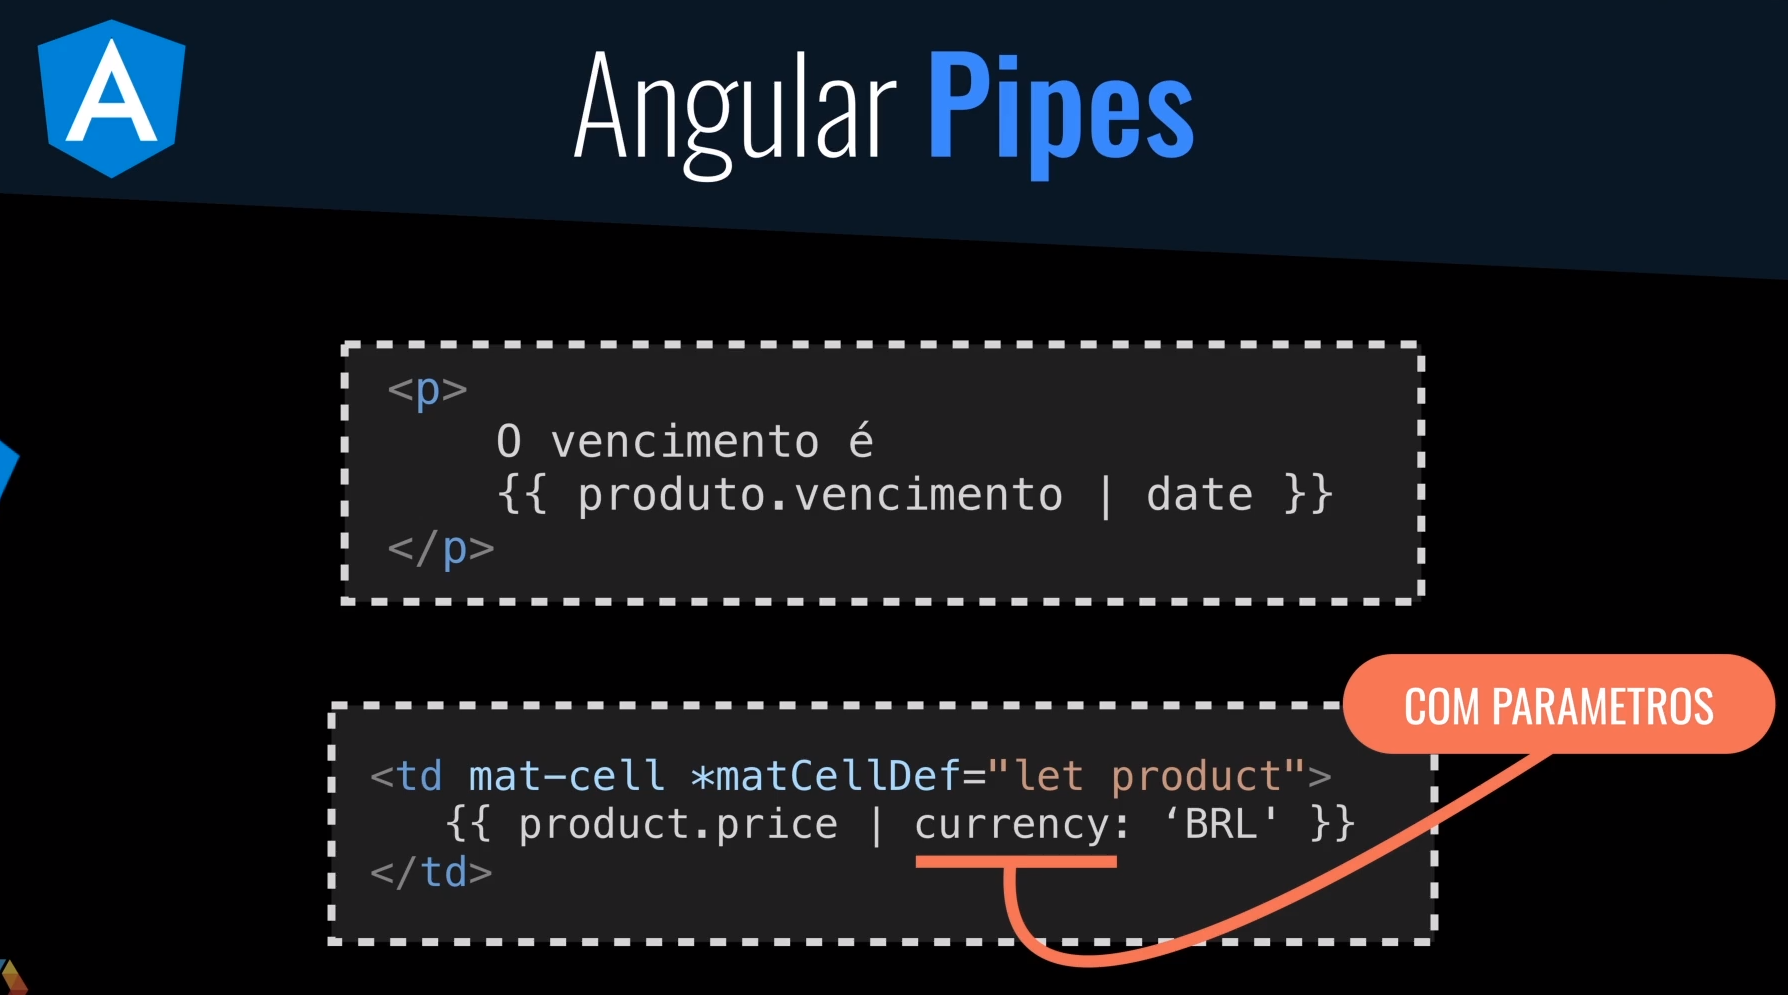 A
Angular Pipes
<p>
O vencimento é
{{ produto.vencimento | date }}
</p>
COM PARAMETROS
<td mat-cell *matCellDef="let product">
{{ product.price | currency: ‘BRL' }}
</td>